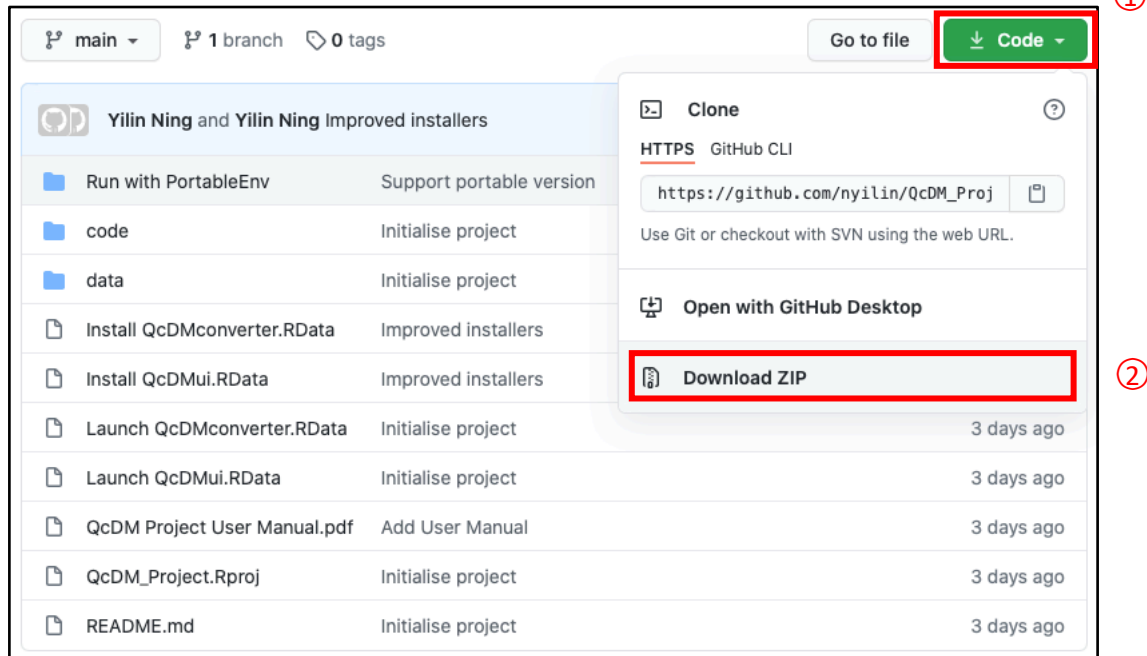 ①
main 1 branch 0 tags Go to file Code
Yilin Ning and Yilin Ning Improved installers
Run with PortableEnv Support portable version
code Initialise project
data Initialise project
Install QcDMconverter.RData Improved installers
Install QcDMui.RData Improved installers
Launch QcDMconverter.RData Initialise project 3 days ago
Launch QcDMui.RData Initialise project 3 days ago
QcDM Project User Manual.pdf Add User Manual 3 days ago
QcDM_Project.Rproj Initialise project 3 days ago
README.md Initialise project 3 days ago
Clone ?
HTTPS GitHub CLI
https://github.com/nyilin/QcDM_Proj
Use Git or checkout with SVN using the web URL.
Open with GitHub Desktop
Download ZIP
②